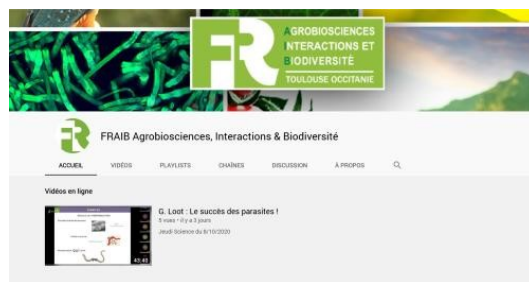 AGROBIOSCIENCES
INTERACTIONS ET
BIODIVERSITÉ
TOULOUSE OCCITANIE
FRAIB Agrobiosciences, Interactions & Biodiversité
ACCUEIL VIDÉOS PLAYLISTS CHAÎNES DISCUSSION À PROPOS
Vidéos en ligne
G. Loot : Le succès des parasites !
5 vues • il y a 3 jours
Jeudi Science du 8/10/2020
43:43